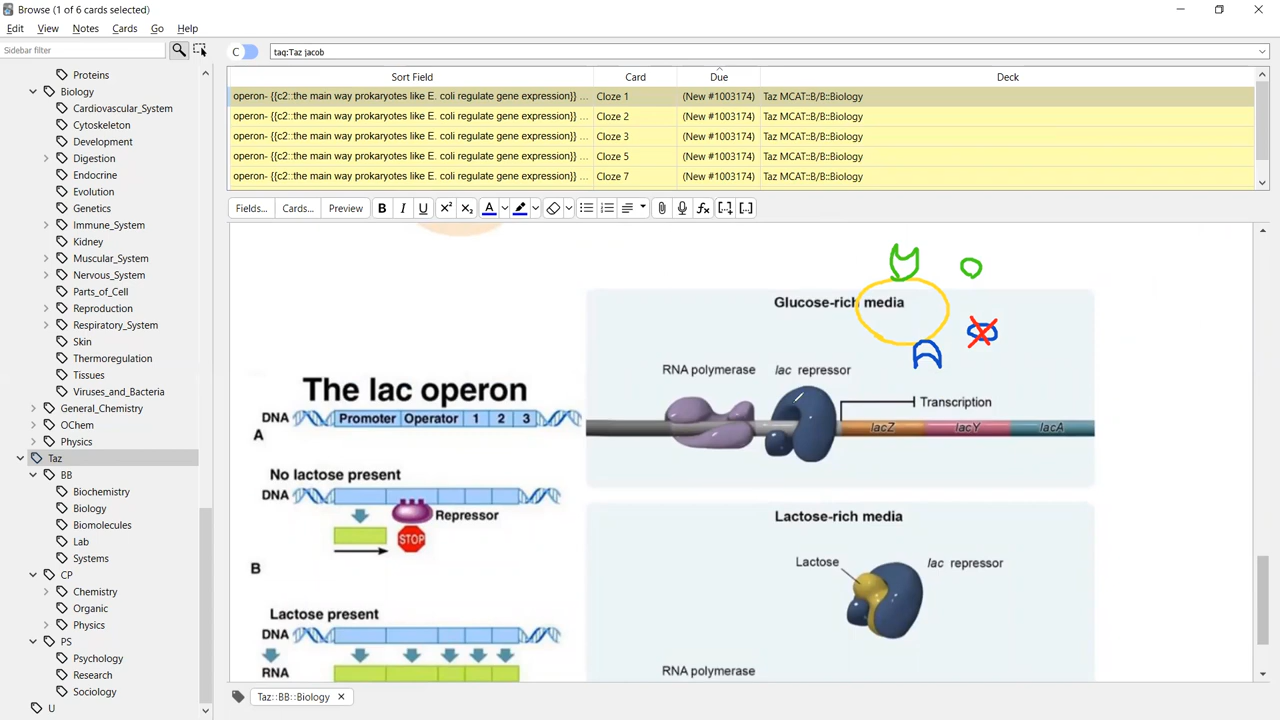 Browse (1 of 6 cards selected)
Edit View Notes Cards Go Help
Sidebar filter
C
tag:Taz jacob
Proteins
Biology
Cardiovascular_System
Cytoskeleton
Development
Digestion
Endocrine
Evolution
Genetics
Immune_System
Kidney
Muscular_System
Nervous_System
Parts_of_Cell
Reproduction
Respiratory_System
Skin
Thermoregulation
Tissues
Viruses_and_Bacteria
General_Chemistry
OChem
Physics
Taz
BB
Biochemistry
Biology
Biomolecules
Lab
Systems
CP
Chemistry
Organic
Physics
PS
Psychology
Research
Sociology
U
Sort Field Card Due Deck
operon- {{c2::the main way prokaryotes like E. coli regulate gene expression}} ... Cloze 1 (New #1003174) Taz MCAT::B/B::Biology
operon- {{c2::the main way prokaryotes like E. coli regulate gene expression}} ... Cloze 2 (New #1003174) Taz MCAT::B/B::Biology
operon- {{c2::the main way prokaryotes like E. coli regulate gene expression}} ... Cloze 3 (New #1003174) Taz MCAT::B/B::Biology
operon- {{c2::the main way prokaryotes like E. coli regulate gene expression}} ... Cloze 5 (New #1003174) Taz MCAT::B/B::Biology
operon- {{c2::the main way prokaryotes like E. coli regulate gene expression}} ... Cloze 7 (New #1003174) Taz MCAT::B/B::Biology
Fields... Cards... Preview B I U X² X₂ A
The lac operon
DNA Promoter Operator 1 2 3
A
No lactose present
DNA
Repressor
STOP
B
Lactose present
DNA
RNA
Glucose-rich media
RNA polymerase lac repressor
Transcription
lacZ lacY lacA
Lactose-rich media
Lactose lac repressor
RNA polymerase
Taz::BB::Biology